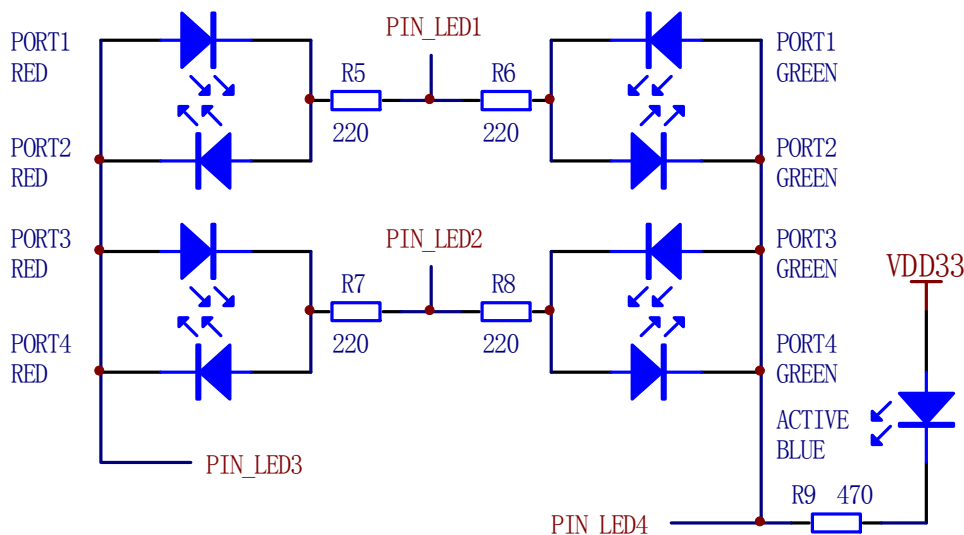 PIN_LED1
PORT1
RED
R5
R6
PORT1
GREEN
220
220
PORT2
RED
PORT2
GREEN
PORT3
RED
PIN_LED2
PORT3
GREEN
VDD33
R7
R8
220
220
PORT4
RED
PORT4
GREEN
ACTIVE
BLUE
PIN_LED3
R9 470
PIN LED4